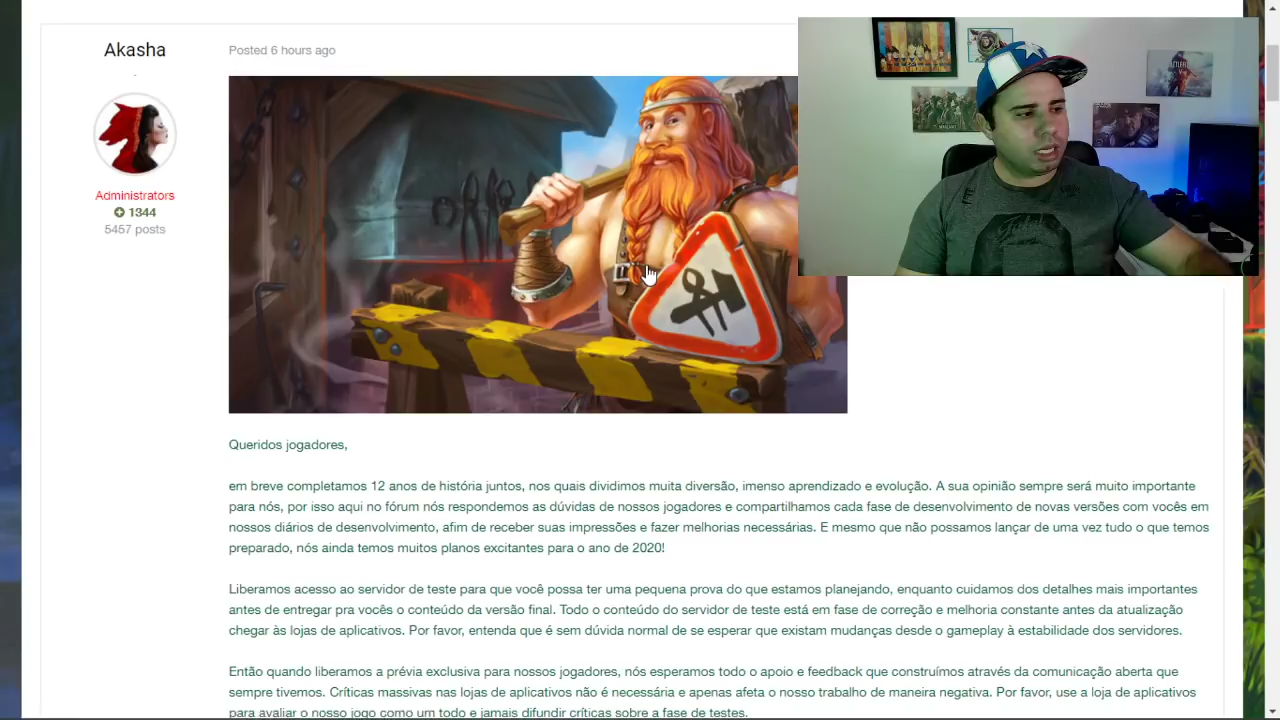 Akasha
Posted 6 hours ago
Administrators
1344
5457 posts
Queridos jogadores,
em breve completamos 12 anos de história juntos, nos quais dividimos muita diversão, imenso aprendizado e evolução. A sua opinião sempre será muito importante
para nós, por isso aqui no fórum nós respondemos as dúvidas de nossos jogadores e compartilhamos cada fase de desenvolvimento de novas versões com vocês em
nossos diários de desenvolvimento, afim de receber suas impressões e fazer melhorias necessárias. E mesmo que não possamos lançar de uma vez tudo o que temos
preparado, nós ainda temos muitos planos excitantes para o ano de 2020!
Liberamos acesso ao servidor de teste para que você possa ter uma pequena prova do que estamos planejando, enquanto cuidamos dos detalhes mais importantes
antes de entregar pra vocês o conteúdo da versão final. Todo o conteúdo do servidor de teste está em fase de correção e melhoria constante antes da atualização
chegar às lojas de aplicativos. Por favor, entenda que é sem dúvida normal de se esperar que existam mudanças desde o gameplay à estabilidade dos servidores.
Então quando liberamos a prévia exclusiva para nossos jogadores, nós esperamos todo o apoio e feedback que construímos através da comunicação aberta que
sempre tivemos. Críticas massivas nas lojas de aplicativos não é necessária e apenas afeta o nosso trabalho de maneira negativa. Por favor, use a loja de aplicativos
para avaliar o nosso jogo como um todo e jamais difundir críticas sobre a fase de testes.